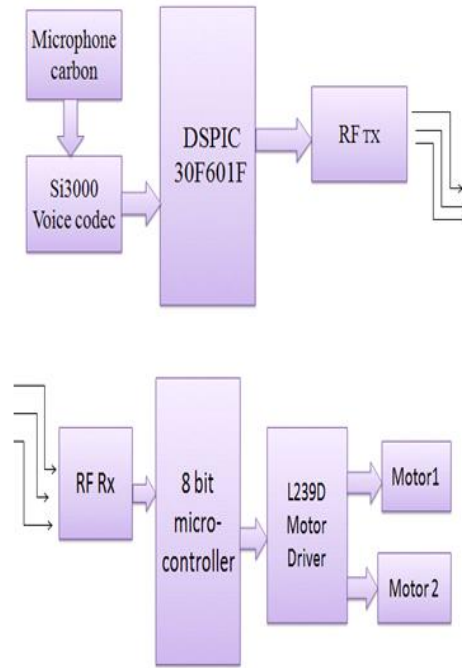 Microphone
carbon
Si3000
Voice codec
DSPIC
30F601F
RF TX
RF Rx
8 bit
micro-
controller
L239D
Motor
Driver
Motor1
Motor 2